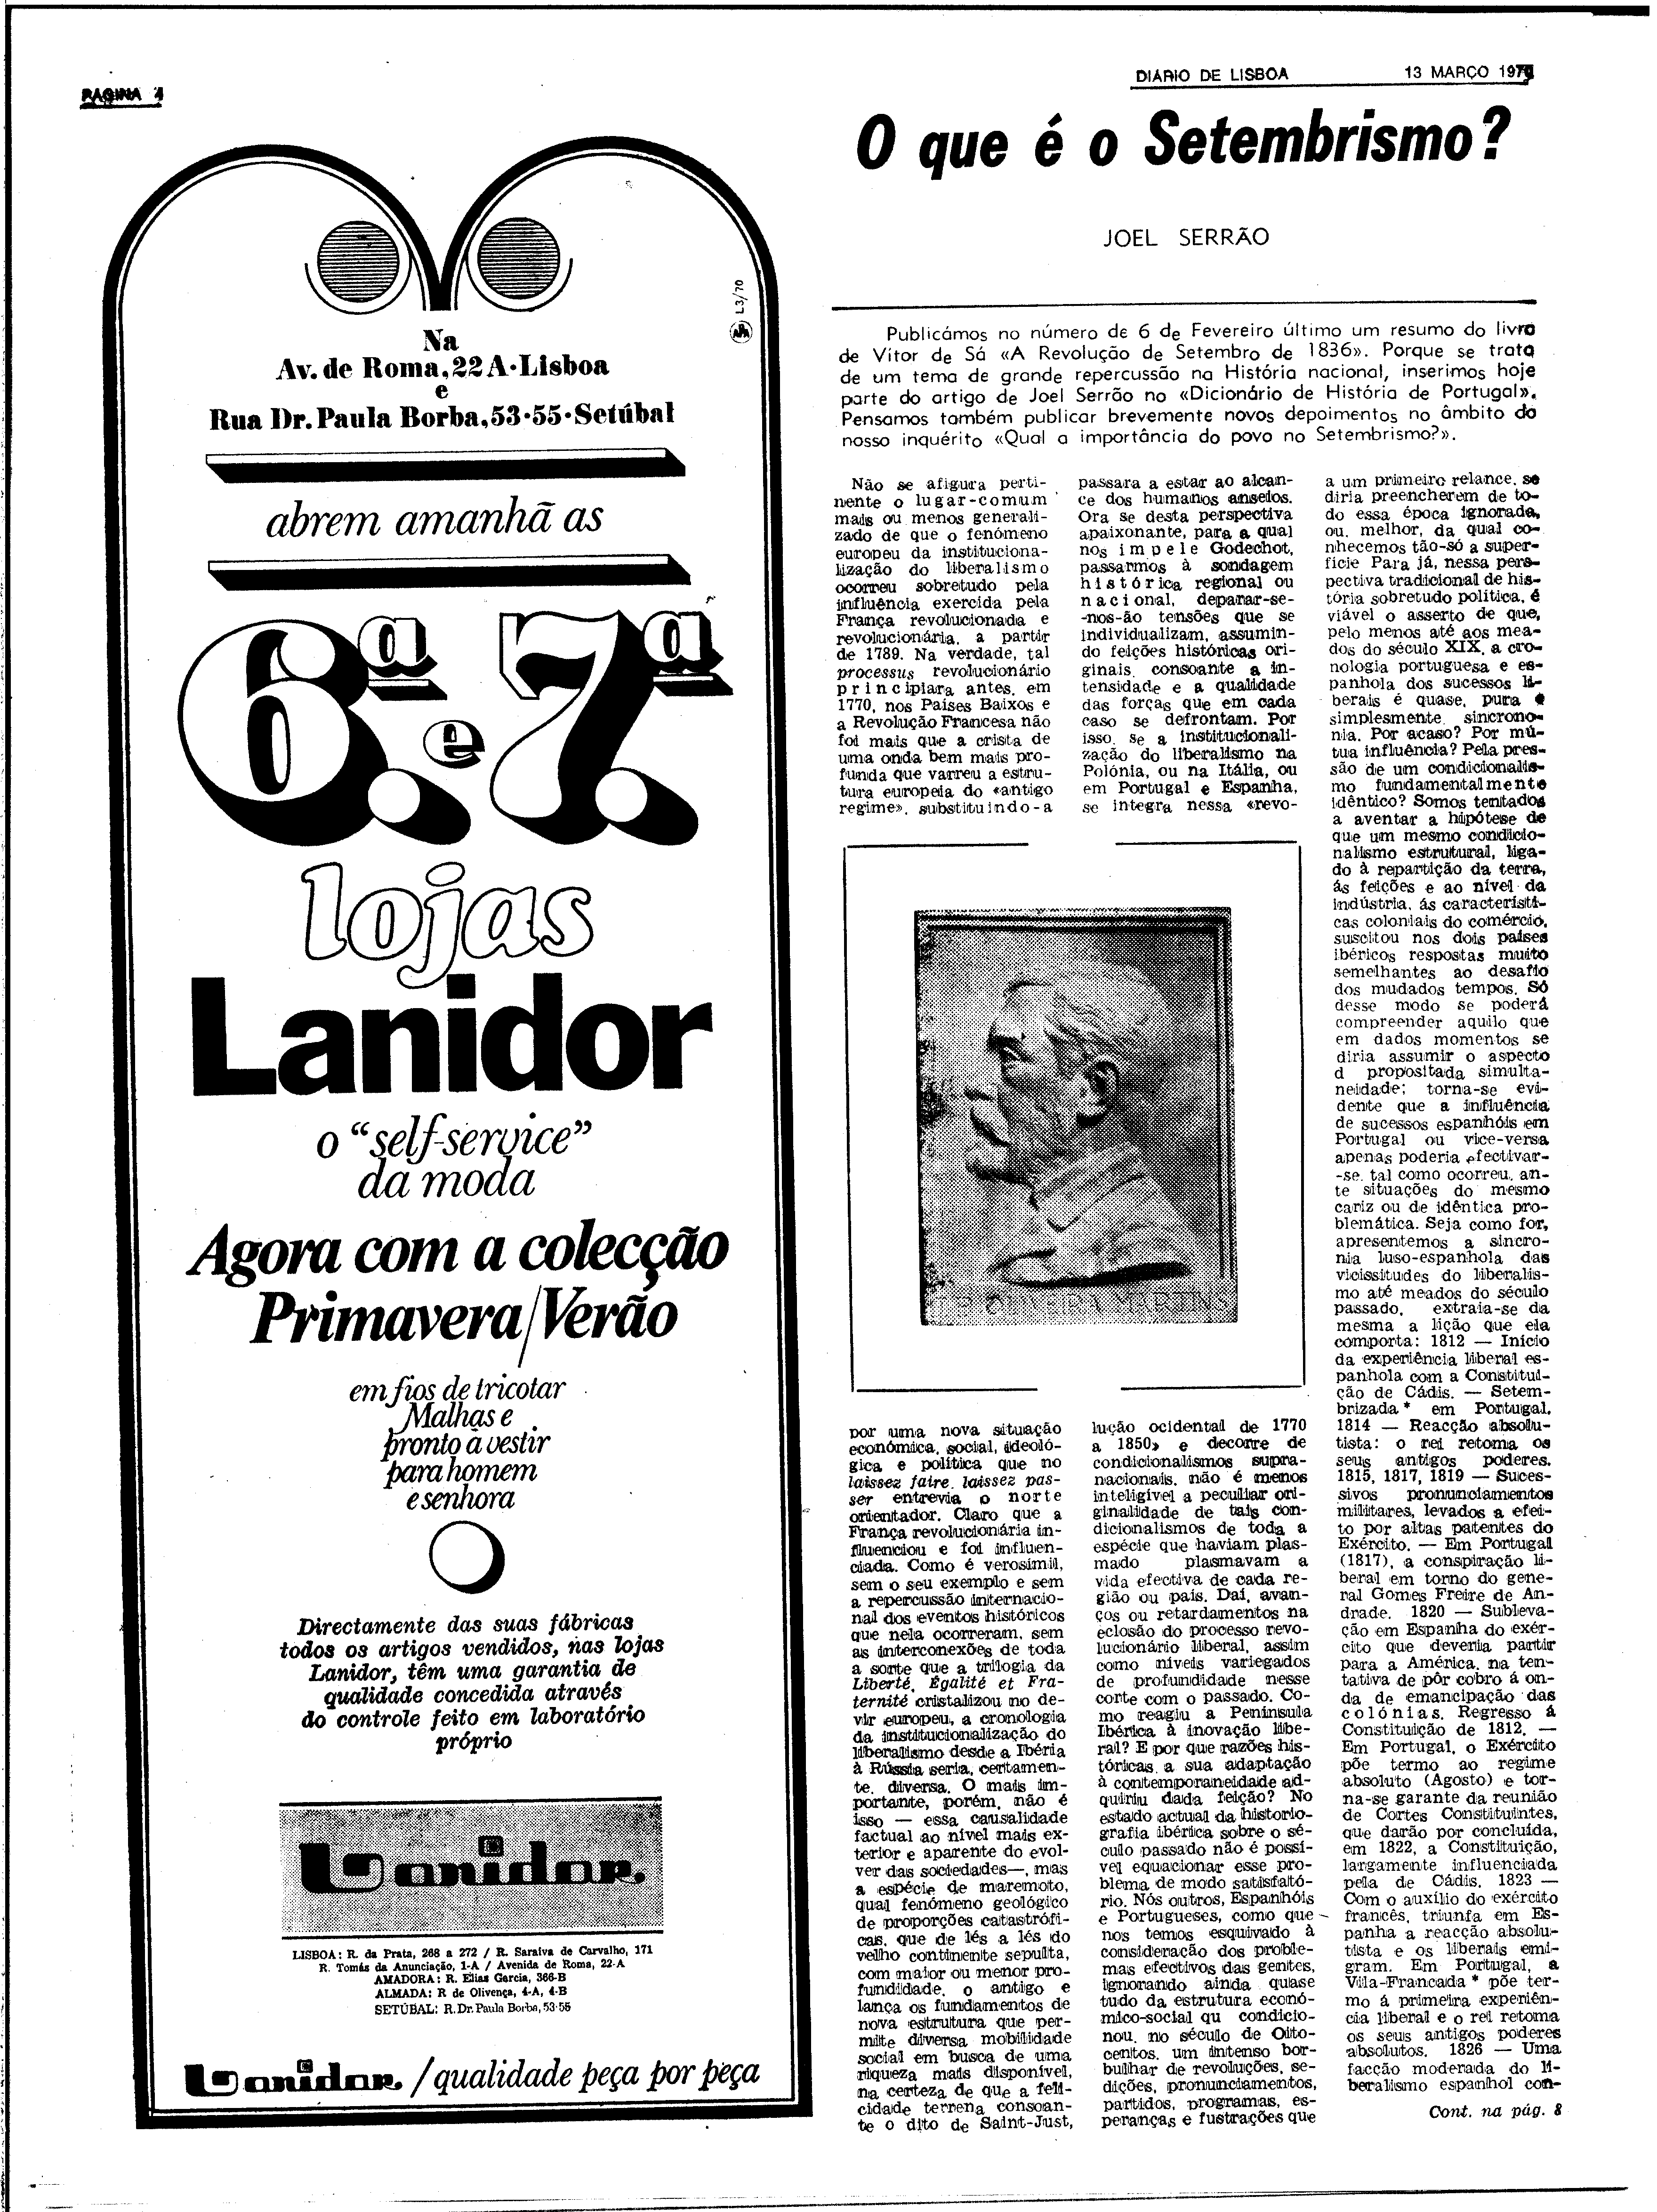 PAGINA 4
DIÁRIO DE LISBOA
13 MARÇO 1970
Na
Av. de Roma, 22 A · Lisboa
e
Rua Dr. Paula Borba, 53-55 · Setúbal
abrem amanhã as
6.ª e 7.ª
lojas
Lanidor
o “self-service”
da moda
Agora com a colecção
Primavera/Verão
em fios de tricotar
Malhas e
pronto a vestir
para homem
e senhora
Directamente das suas fábricas
todos os artigos vendidos, nas lojas
Lanidor, têm uma garantia de
qualidade concedida através
do controle feito em laboratório
próprio
Lanidor.
LISBOA: R. da Prata, 268 a 272 / R. Saraiva de Carvalho, 171
R. Tomás da Anunciação, 1-A / Avenida de Roma, 22-A
AMADORA: R. Elias Garcia, 366-B
ALMADA: R de Olivença, 4-A, 4-B
SETÚBAL: R. Dr. Paula Borba, 53-55
Lanidor. / qualidade peça por peça
L3/70
O que é o Setembrismo?
JOEL SERRÃO
Publicámos no número de 6 de Fevereiro último um resumo do livro
de Vítor de Sá «A Revolução de Setembro de 1836». Porque se trata
de um tema de grande repercussão na História nacional, inserimos hoje
parte do artigo de Joel Serrão no «Dicionário de História de Portugal».
Pensamos também publicar brevemente novos depoimentos no âmbito do
nosso inquérito «Qual a importância do povo no Setembrismo?».
Não se afigura perti-
nente o lugar-comum
mais ou menos generali-
zado de que o fenómeno
europeu da instituciona-
lização do liberalismo
ocorreu sobretudo pela
influência exercida pela
França revolucionada e
revolucionária, a partir
de 1789. Na verdade, tal
processus revolucionário
principiara antes, em
1770, nos Países Baixos e
a Revolução Francesa não
foi mais que a crista de
uma onda bem mais pro-
funda que varreu a estru-
tura europeia do «antigo
regime», substituindo-a
por uma nova situação
económica, social, ideoló-
gica e política que no
laissez faire, laissez pas-
ser entrevia o norte
orientador. Claro que a
França revolucionária in-
fluenciou e foi influen-
ciada. Como é verosímil,
sem o seu exemplo e sem
a repercussão internacio-
nal dos eventos históricos
que nela ocorreram, sem
as interconexões de toda
a sorte que a trilogia da
Liberté, Égalité et Fra-
ternité cristalizou no de-
vir europeu, a cronologia
da institucionalização do
liberalismo desde a Ibéria
à Rússia seria, certamen-
te, diversa. O mais im-
portante, porém, não é
isso — essa causalidade
factual ao nível mais ex-
terior e aparente do evol-
ver das sociedades—, mas
a espécie de maremoto,
qual fenómeno geológico
de proporções catastrófi-
cas, que de lés a lés do
velho continente sepulta,
com maior ou menor pro-
fundidade, o antigo e
lança os fundamentos de
nova estrutura que per-
mite diversa mobilidade
social em busca de uma
riqueza mais disponível,
na certeza de que a feli-
cidade terrena consoan-
te o dito de Saint-Just,
passara a estar ao alcan-
ce dos humanos anseios.
Ora se desta perspectiva
apaixonante, para a qual
nos impele Godechot,
passarmos à sondagem
histórica regional ou
nacional, deparar-se-
-nos-ão tensões que se
individualizam, assumin-
do feições históricas ori-
ginais, consoante a in-
tensidade e a qualidade
das forças que em cada
caso se defrontam. Por
isso, se a institucionali-
zação do liberalismo na
Polónia, ou na Itália, ou
em Portugal e Espanha,
se integra nessa «revo-
P. OLIVEIRA MARTINS
lução ocidental de 1770
a 1850» e decorre de
condicionalismos supra-
nacionais, não é menos
inteligível a peculiar ori-
ginalidade de tais con-
dicionalismos de toda a
espécie que haviam plas-
mado plasmavam a
vida efectiva de cada re-
gião ou país. Daí, avan-
ços ou retardamentos na
eclosão do processo revo-
lucionário liberal, assim
como níveis variegados
de profundidade nesse
corte com o passado. Co-
mo reagiu a Península
Ibérica à inovação libe-
ral? E por que razões his-
tóricas a sua adaptação
à contemporaneidade ad-
quiriu dada feição? No
estado actual da historio-
grafia ibérica sobre o sé-
culo passado não é possí-
vel equacionar esse pro-
blema de modo satisfató-
rio. Nós outros, Espanhóis
e Portugueses, como que
nos temos esquivado à
consideração dos proble-
mas efectivos das gentes,
ignorando ainda quase
tudo da estrutura econó-
mico-social qu condicio-
nou, no século de Oito-
centos, um intenso bor-
bulhar de revoluções, se-
dições, pronunciamentos,
partidos, programas, es-
peranças e fustrações que
a um primeiro relance, se
diria preencherem de to-
do essa época ignorada,
ou, melhor, da qual co-
nhecemos tão-só a super-
fície Para já, nessa pers-
pectiva tradicional de his-
tória sobretudo política, é
viável o asserto de que,
pelo menos até aos mea-
dos do século XIX, a cro-
nologia portuguesa e es-
panhola dos sucessos li-
berais é quase, pura e
simplesmente sincrono-
nia. Por acaso? Por mú-
tua influência? Pela pres-
são de um condicionalis-
mo fundamentalmente
idêntico? Somos tentados
a aventar a hipótese de
que um mesmo condicio-
nalismo estrutural, liga-
do à repartição da terra,
ás feições e ao nível da
indústria, ás característi-
cas coloniais do comércio,
suscitou nos dois países
ibéricos respostas muito
semelhantes ao desafio
dos mudados tempos. Só
desse modo se poderá
compreender aquilo que
em dados momentos se
diria assumir o aspecto
d propositada simulta-
neidade; torna-se evi-
dente que a influência
de sucessos espanhóis em
Portugal ou vice-versa
apenas poderia efectivar-
-se, tal como ocorreu, an-
te situações do mesmo
cariz ou de idêntica pro-
blemática. Seja como for,
apresentemos a sincro-
nia luso-espanhola das
vicissitudes do liberalis-
mo até meados do século
passado, extraia-se da
mesma a lição que ela
comporta: 1812 — Início
da experiência liberal es-
panhola com a Constitui-
ção de Cádis. — Setem-
brizada * em Portugal.
1814 — Reacção absolu-
tista: o rei retoma os
seus antigos poderes.
1815, 1817, 1819 — Suces-
sivos pronunciamentos
militares, levados a efei-
to por altas patentes do
Exército. — Em Portugal
(1817), a conspiração li-
beral em torno do gene-
ral Gomes Freire de An-
drade. 1820 — Subleva-
ção em Espanha do exér-
cito que deveria partir
para a América, na ten-
tativa de pôr cobro á on-
da de emancipação das
colónias. Regresso á
Constituição de 1812. —
Em Portugal, o Exército
põe termo ao regime
absoluto (Agosto) e tor-
na-se garante da reunião
de Cortes Constituintes,
que darão por concluída,
em 1822, a Constituição,
largamente influenciada
pela de Cádis. 1823 —
Com o auxílio do exército
francês, triunfa em Es-
panha a reacção absolu-
tista e os liberais emi-
gram. Em Portugal, a
Vila-Francada * põe ter-
mo á primeira experiên-
cia liberal e o rei retoma
os seus antigos poderes
absolutos. 1826 — Uma
facção moderada do li-
beralismo espanhol con-
Cont. na pág. 8